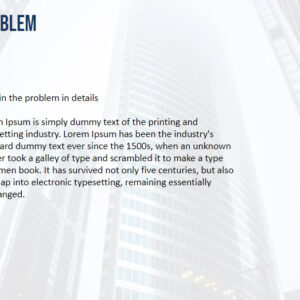 BLEM
in the problem in details
Ipsum is simply dummy text of the printing and
etting industry. Lorem Ipsum has been the industry's
ard dummy text ever since the 1500s, when an unknown
er took a galley of type and scrambled it to make a type
men book. It has survived not only five centuries, but also
ap into electronic typesetting, remaining essentially
anged.